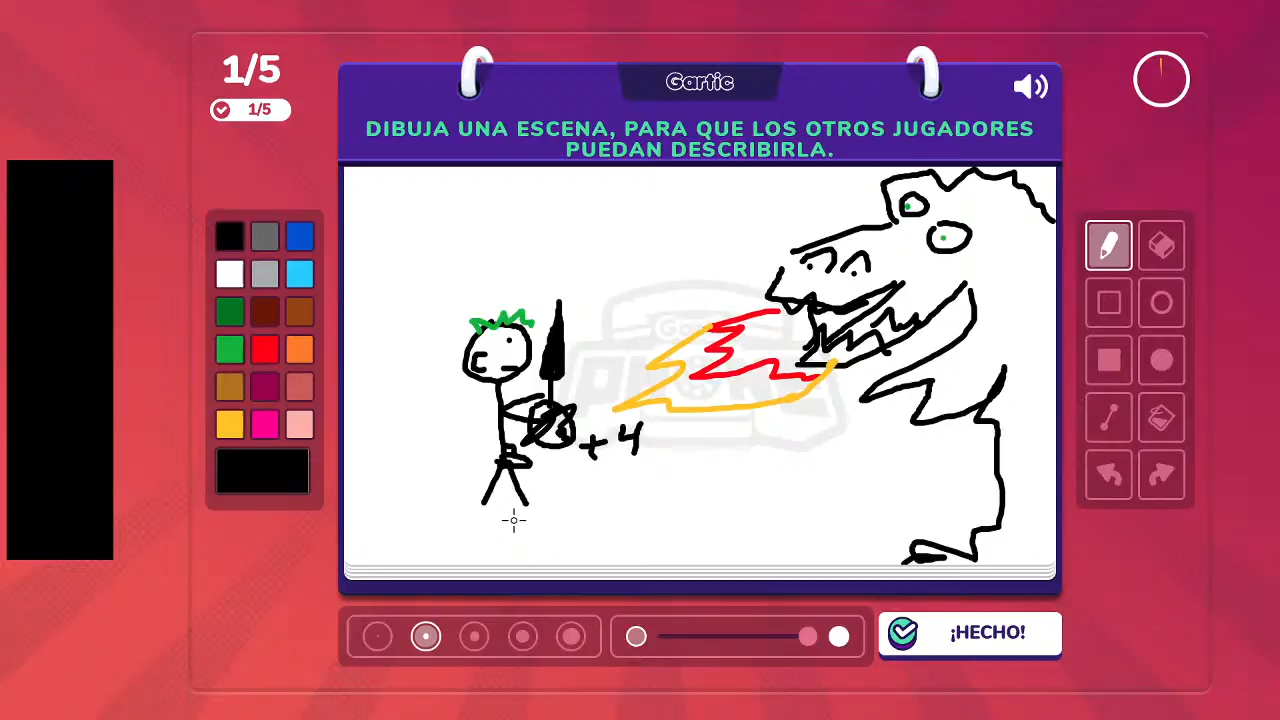 1/5
1/5
Gartic
DIBUJA UNA ESCENA, PARA QUE LOS OTROS JUGADORES
PUEDAN DESCRIBIRLA.
+4
¡HECHO!